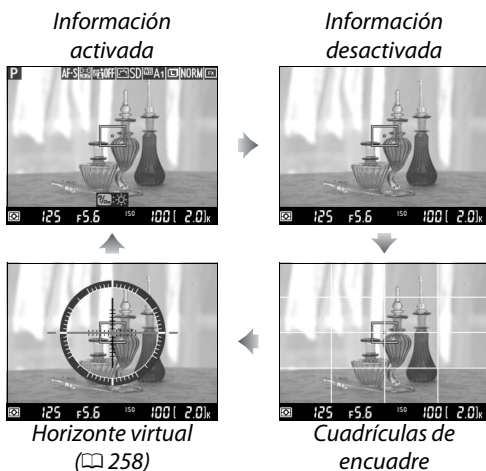 Información
activada
Información
desactivada
P AF-S OFF SD A1 L NORM FX
125 F5.6 ISO 100 [ 2.0]K
125 F5.6 ISO 100 [ 2.0]K
125 F5.6 ISO 100 [ 2.0]K
125 F5.6 ISO 100 [ 2.0]K
Horizonte virtual
(258)
Cuadrículas de
encuadre